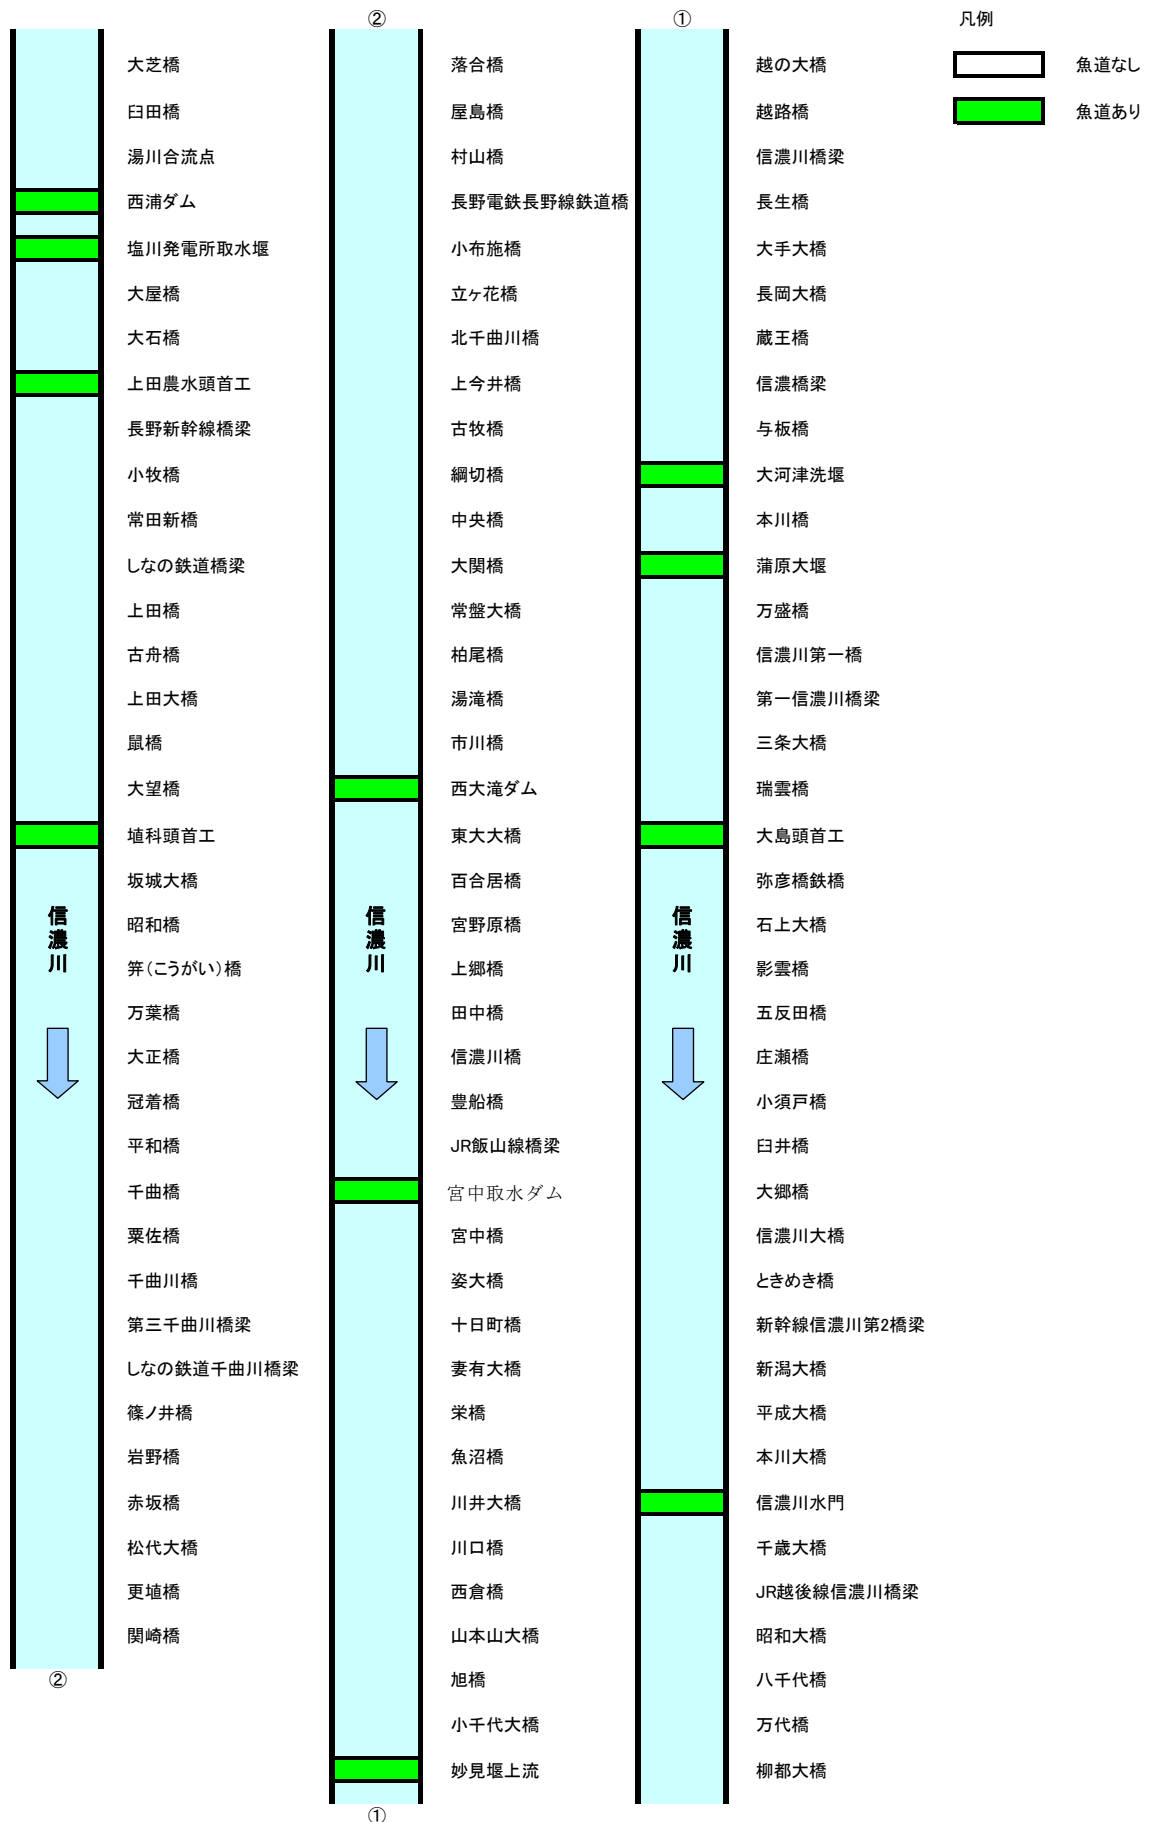 大芝橋
臼田橋
湯川合流点
西浦ダム
塩川発電所取水堰
大屋橋
大石橋
上田農水頭首工
長野新幹線橋梁
小牧橋
常田新橋
しなの鉄道橋梁
上田橋
古舟橋
上田大橋
鼠橋
大望橋
埴科頭首工
坂城大橋
昭和橋
笄(こうがい)橋
万葉橋
大正橋
冠着橋
平和橋
千曲橋
粟佐橋
千曲川橋
第三千曲川橋梁
しなの鉄道千曲川橋梁
篠ノ井橋
岩野橋
赤坂橋
松代大橋
更埴橋
関崎橋
信濃川
②
②
落合橋
屋島橋
村山橋
長野電鉄長野線鉄道橋
小布施橋
立ヶ花橋
北千曲川橋
上今井橋
古牧橋
綱切橋
中央橋
大関橋
常盤大橋
柏尾橋
湯滝橋
市川橋
西大滝ダム
東大大橋
百合居橋
宮野原橋
上郷橋
田中橋
信濃川橋
豊船橋
JR飯山線橋梁
宮中取水ダム
宮中橋
姿大橋
十日町橋
妻有大橋
栄橋
魚沼橋
川井大橋
川口橋
西倉橋
山本山大橋
旭橋
小千代大橋
妙見堰上流
信濃川
①
①
越の大橋
越路橋
信濃川橋梁
長生橋
大手大橋
長岡大橋
蔵王橋
信濃橋梁
与板橋
大河津洗堰
本川橋
蒲原大堰
万盛橋
信濃川第一橋
第一信濃川橋梁
三条大橋
瑞雲橋
大島頭首工
弥彦橋鉄橋
石上大橋
影雲橋
五反田橋
庄瀬橋
小須戸橋
臼井橋
大郷橋
信濃川大橋
ときめき橋
新幹線信濃川第2橋梁
新潟大橋
平成大橋
本川大橋
信濃川水門
千歳大橋
JR越後線信濃川橋梁
昭和大橋
八千代橋
万代橋
柳都大橋
信濃川
凡例
魚道なし
魚道あり